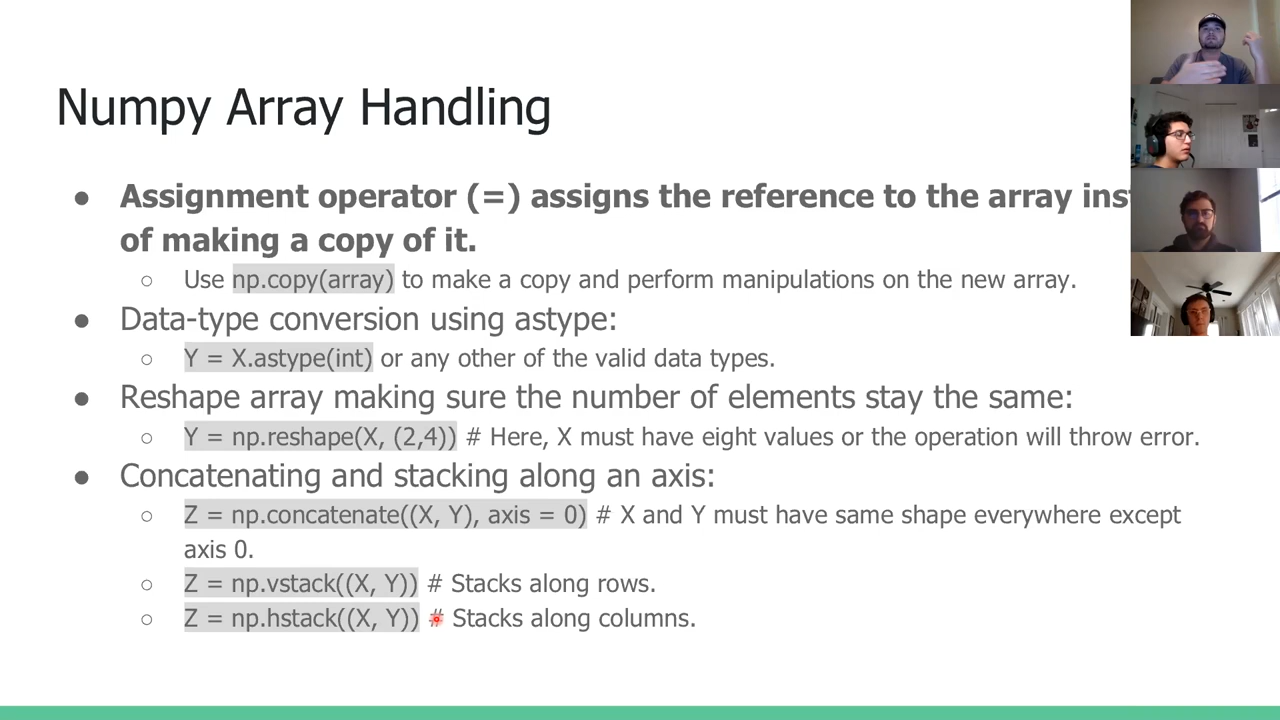 Numpy Array Handling
● Assignment operator (=) assigns the reference to the array
of making a copy of it.
○ Use np.copy(array) to make a copy and perform manipulations on the new array.
● Data-type conversion using astype:
○ Y = X.astype(int) or any other of the valid data types.
● Reshape array making sure the number of elements stay the same:
○ Y = np.reshape(X, (2,4)) # Here, X must have eight values or the operation will throw error.
● Concatenating and stacking along an axis:
○ Z = np.concatenate((X, Y), axis = 0) # X and Y must have same shape everywhere except
axis 0.
○ Z = np.vstack((X, Y)) # Stacks along rows.
○ Z = np.hstack((X, Y)) # Stacks along columns.